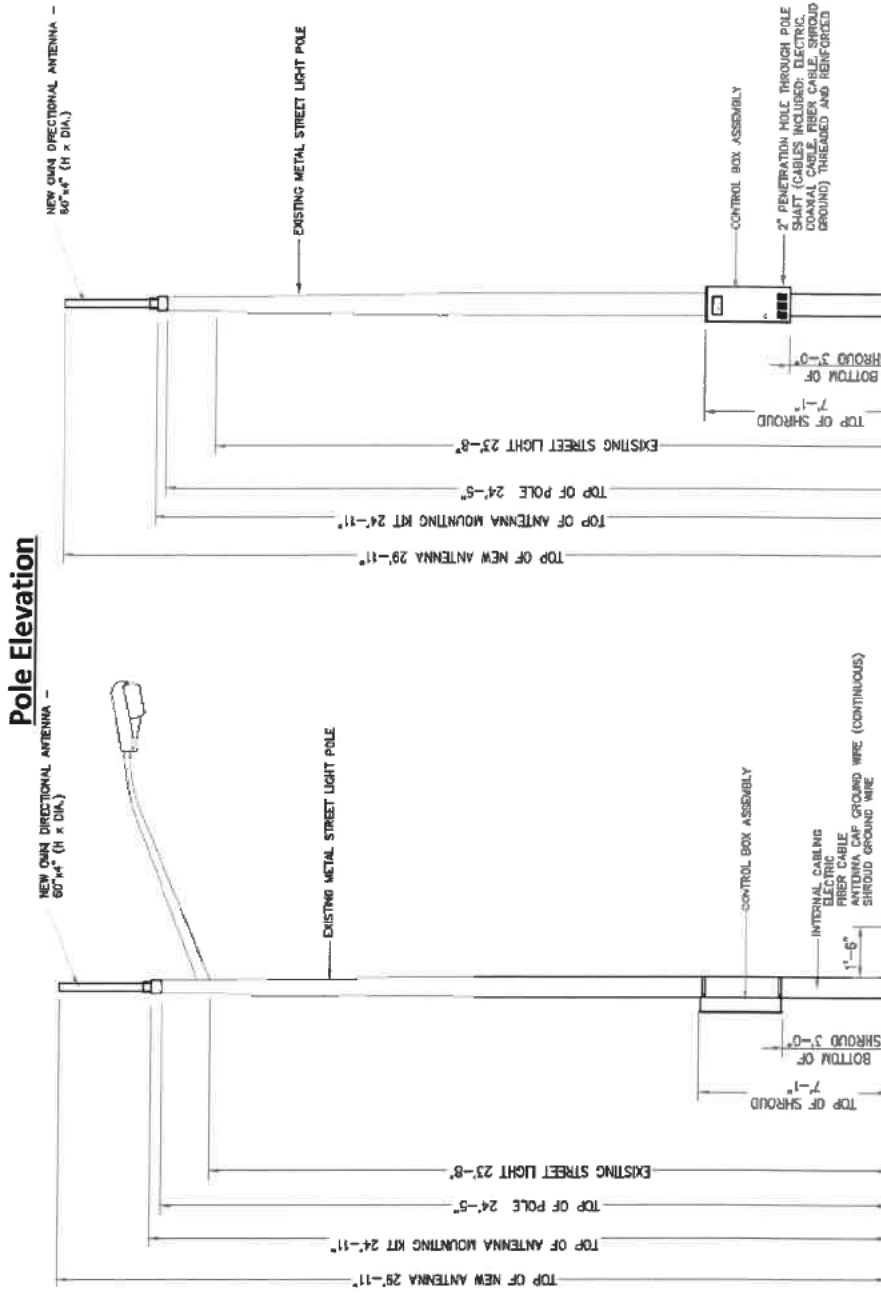 Pole Elevation
NEW OMNI DIRECTIONAL ANTENNA –
60"x4" (H x DIA.)
EXISTING METAL STREET LIGHT POLE
CONTROL BOX ASSEMBLY
INTERNAL CABLING
ELECTRIC
FIBER CABLE
ANTENNA CAP GROUND WIRE (CONTINUOUS)
SHROUD GROUND WIRE
1'-6"
BOTTOM OF
SHROUD 3'-0"
TOP OF SHROUD
7'-1"
EXISTING STREET LIGHT 23'-8"
TOP OF POLE 24'-5"
TOP OF ANTENNA MOUNTING KIT 24'-11"
TOP OF NEW ANTENNA 29'-11"
NEW OMNI DIRECTIONAL ANTENNA –
60"x4" (H x DIA.)
EXISTING METAL STREET LIGHT POLE
CONTROL BOX ASSEMBLY
2" PENETRATION HOLE THROUGH POLE
SHAFT (CABLES INCLUDED: ELECTRIC,
COAXIAL CABLE, FIBER CABLE, SHROUD
GROUND) THREADED AND REINFORCED
BOTTOM OF
SHROUD 3'-0"
TOP OF SHROUD
7'-1"
EXISTING STREET LIGHT 23'-8"
TOP OF POLE 24'-5"
TOP OF ANTENNA MOUNTING KIT 24'-11"
TOP OF NEW ANTENNA 29'-11"